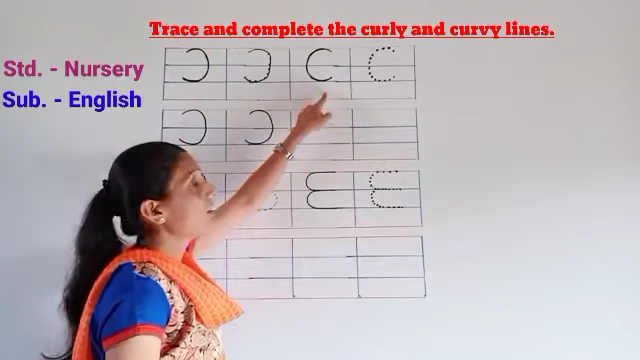 Trace and complete the curly and curvy lines.
Std. - Nursery
Sub. - English